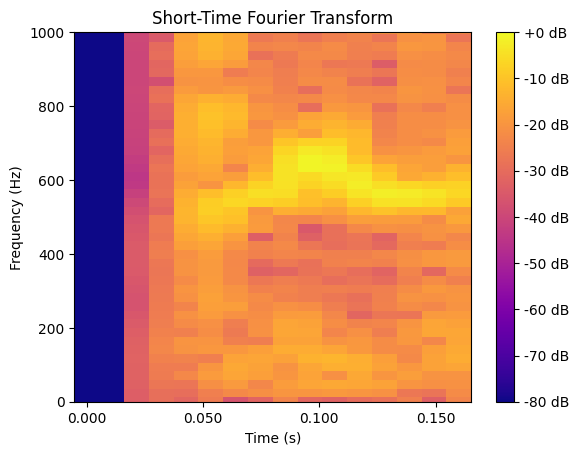 Short-Time Fourier Transform
1000
800
600
400
200
0
Frequency (Hz)
0.000
0.050
0.100
0.150
Time (s)
+0 dB
-10 dB
-20 dB
-30 dB
-40 dB
-50 dB
-60 dB
-70 dB
-80 dB